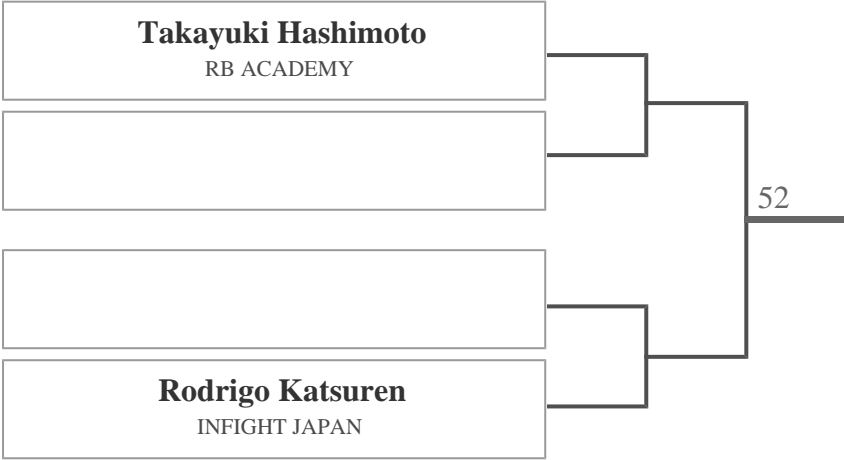 Takayuki Hashimoto
RB ACADEMY
52
Rodrigo Katsuren
INFIGHT JAPAN